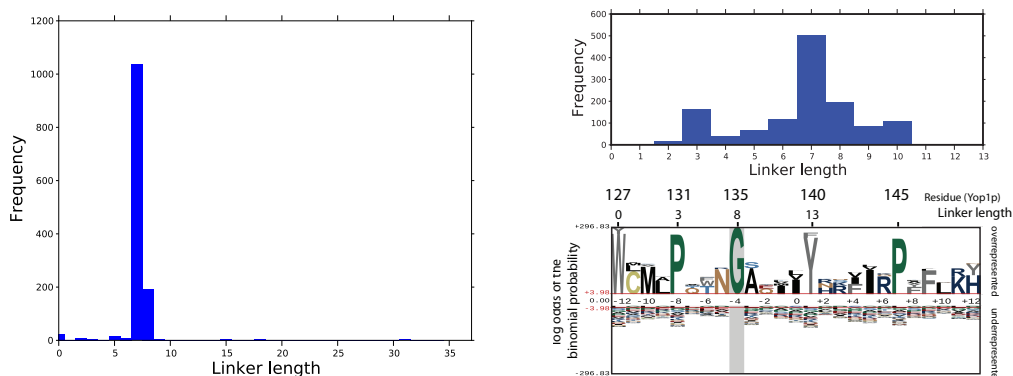 1200
1000
800
600
400
200
0
Frequency
0 5 10 15 20 25 30 35
Linker length
600
500
400
300
200
100
0
Frequency
0 1 2 3 4 5 6 7 8 9 10 11 12 13
Linker length
127 131 135 140 145 Residue (Yop1p)
0 3 8 13 Linker length
+296.83
+3.98
0.00
-3.98
-296.83
log odds of the
binomial probability
-12 -10 -8 -6 -4 -2 0 +2 +4 +6 +8 +10 +12
overrepresented
underrepresente